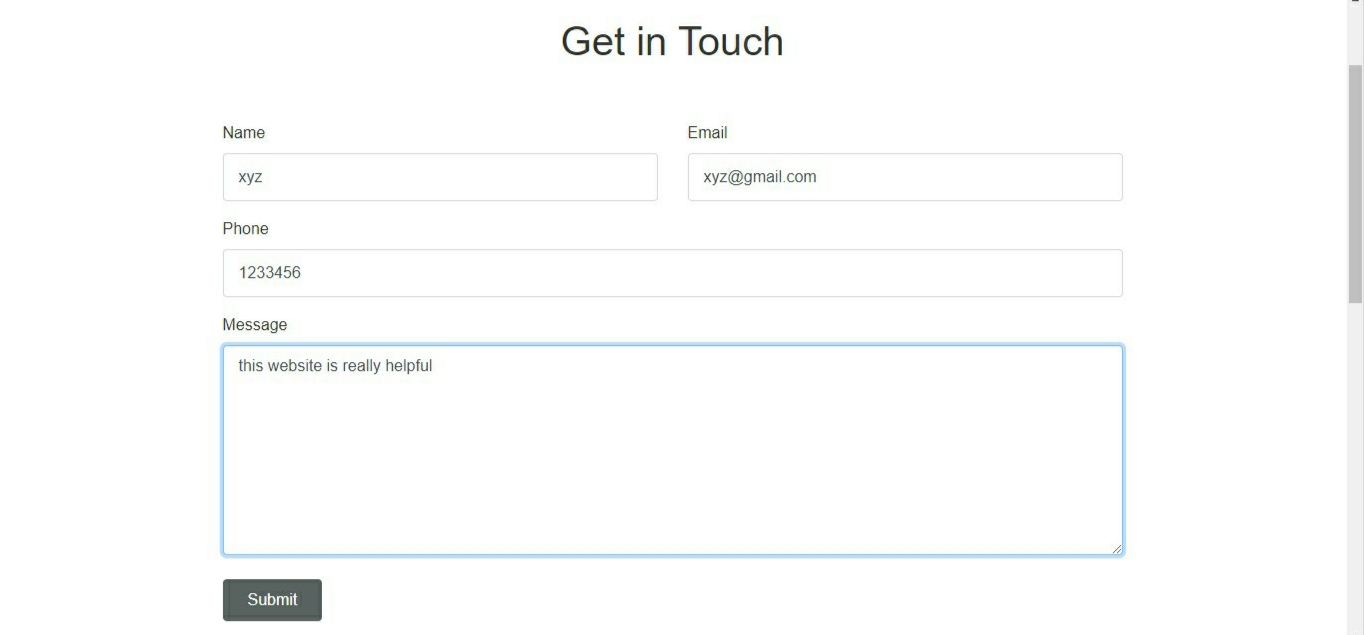 Get in Touch
Name
Email
xyz
xyz@gmail.com
Phone
1233456
Message
this website is really helpful
Submit